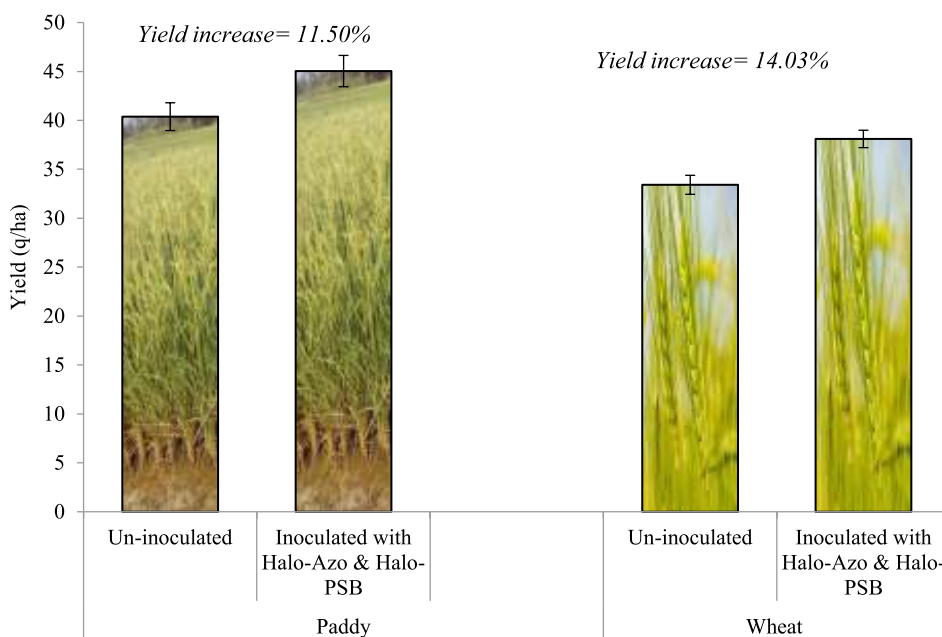 Yield increase= 11.50%
Yield increase= 14.03%
Yield (q/ha)
50
45
40
35
30
25
20
15
10
5
0
Un-inoculated
Inoculated with
Halo-Azo & Halo-
PSB
Un-inoculated
Inoculated with
Halo-Azo & Halo-
PSB
Paddy
Wheat